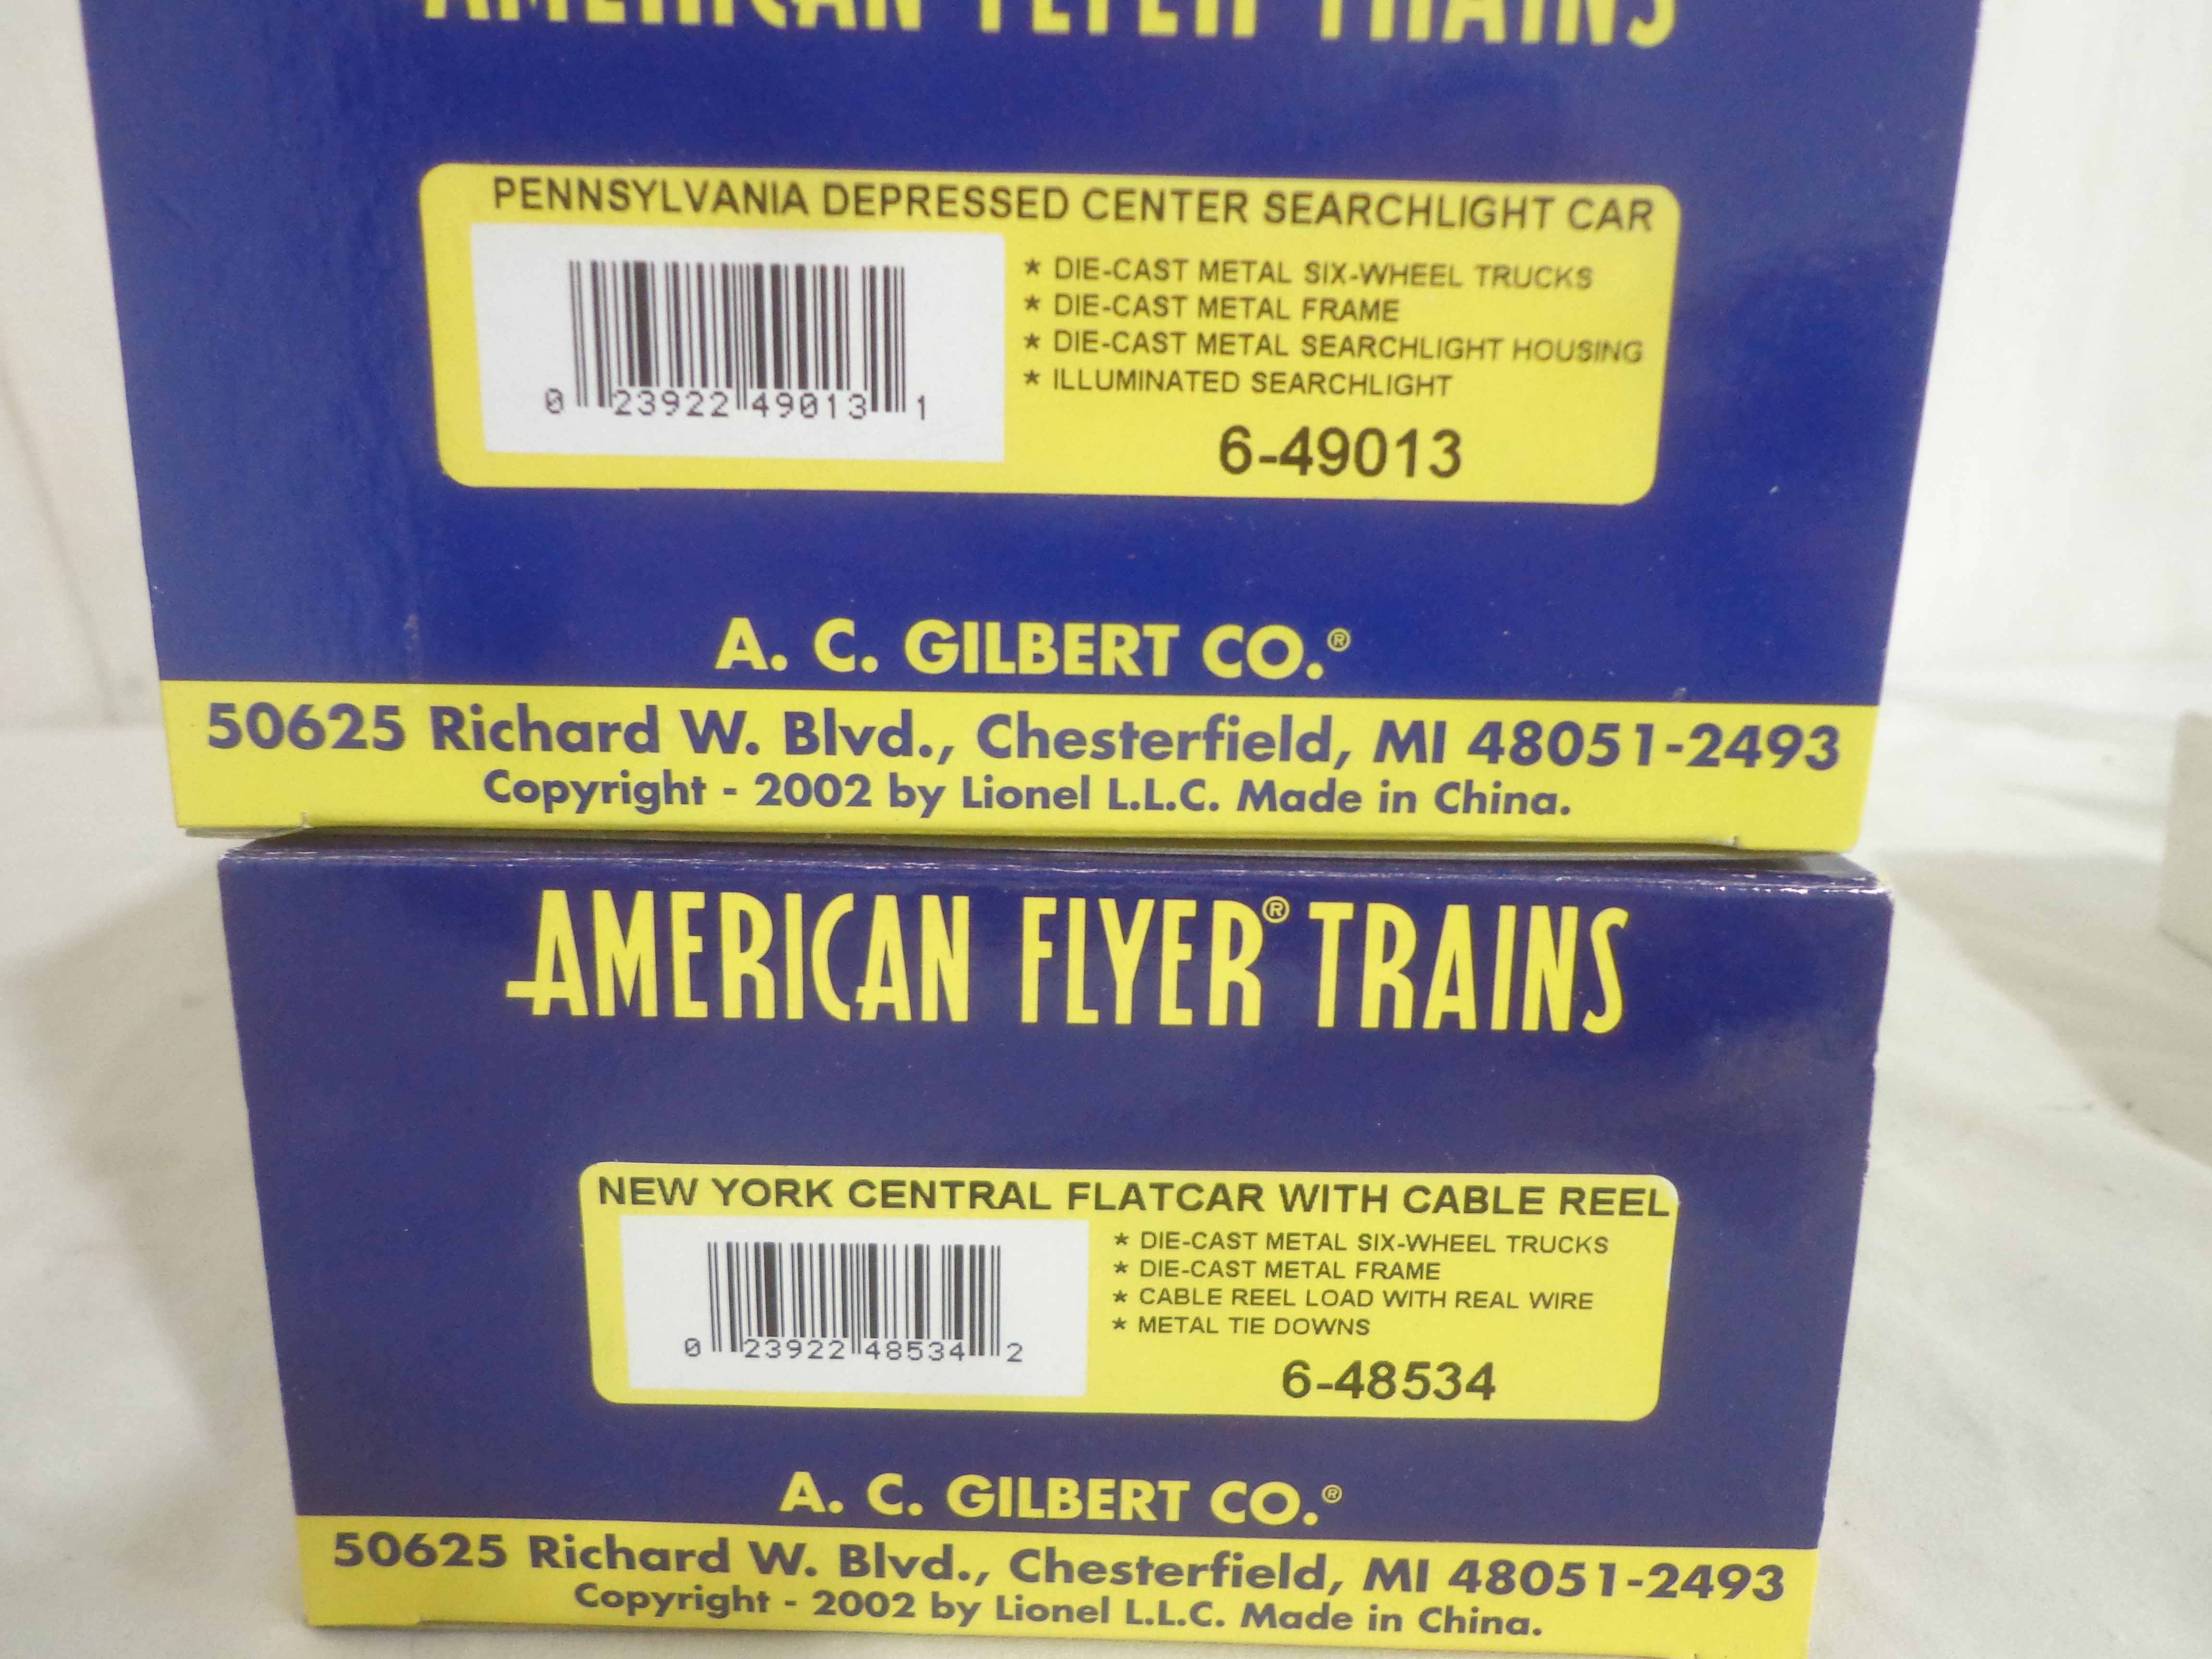 AMERICAN FLYER TRAINS
PENNSYLVANIA DEPRESSED CENTER SEARCHLIGHT CAR
* DIE-CAST METAL SIX-WHEEL TRUCKS
* DIE-CAST METAL FRAME
* DIE-CAST METAL SEARCHLIGHT HOUSING
* ILLUMINATED SEARCHLIGHT
0 23922 49013 1
6-49013
A. C. GILBERT CO.®
50625 Richard W. Blvd., Chesterfield, MI 48051-2493
Copyright - 2002 by Lionel L.L.C. Made in China.
AMERICAN FLYER® TRAINS
NEW YORK CENTRAL FLATCAR WITH CABLE REEL
* DIE-CAST METAL SIX-WHEEL TRUCKS
* DIE-CAST METAL FRAME
* CABLE REEL LOAD WITH REAL WIRE
* METAL TIE DOWNS
0 23922 48534 2
6-48534
A. C. GILBERT CO.®
50625 Richard W. Blvd., Chesterfield, MI 48051-2493
Copyright - 2002 by Lionel L.L.C. Made in China.